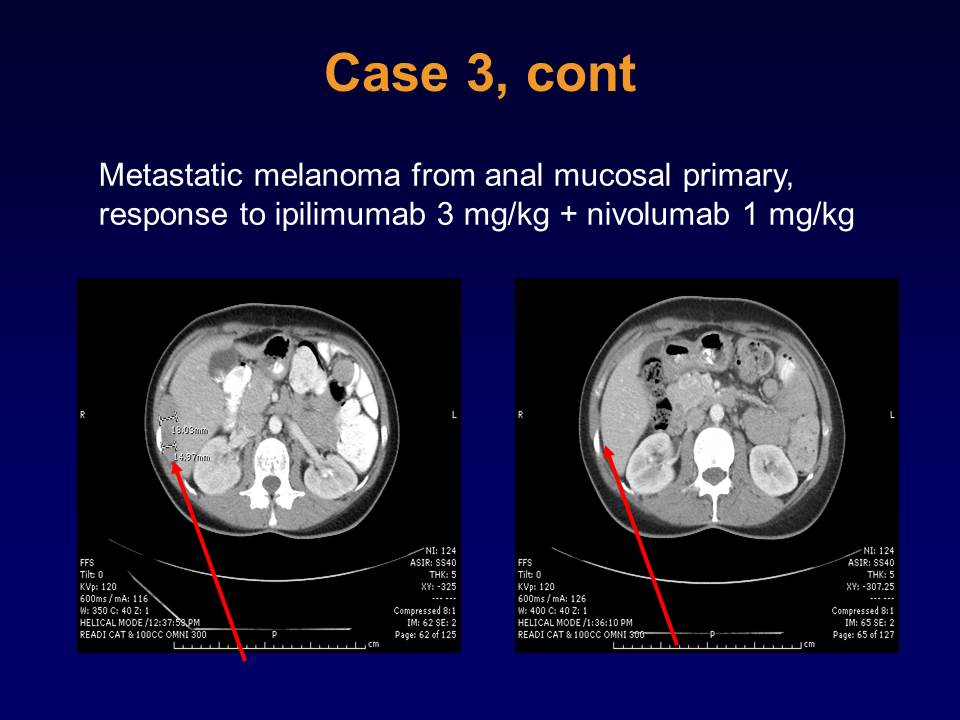 Case 3, cont
Metastatic melanoma from anal mucosal primary,
response to ipilimumab 3 mg/kg + nivolumab 1 mg/kg
R
L
18.03mm
14.97mm
FFS
Tilt: 0
KVp: 120
600ms / mA: 116
W: 350 C: 40 Z: 1
HELICAL MODE /12:37:50 PM
READI CAT & 100CC OMNI 300
P
NI: 124
ASIR: SS40
THK: 5
XY: -325
--- ---
Compressed 8:1
IM: 62 SE: 2
Page: 62 of 125
cm
R
L
FFS
Tilt: 0
KVp: 120
600ms / mA: 126
W: 400 C: 40 Z: 1
HELICAL MODE /1:36:10 PM
READI CAT & 100CC OMNI 300
P
NI: 124
ASIR: SS40
THK: 5
XY: -307.25
--- ---
Compressed 8:1
IM: 65 SE: 2
Page: 65 of 127
cm